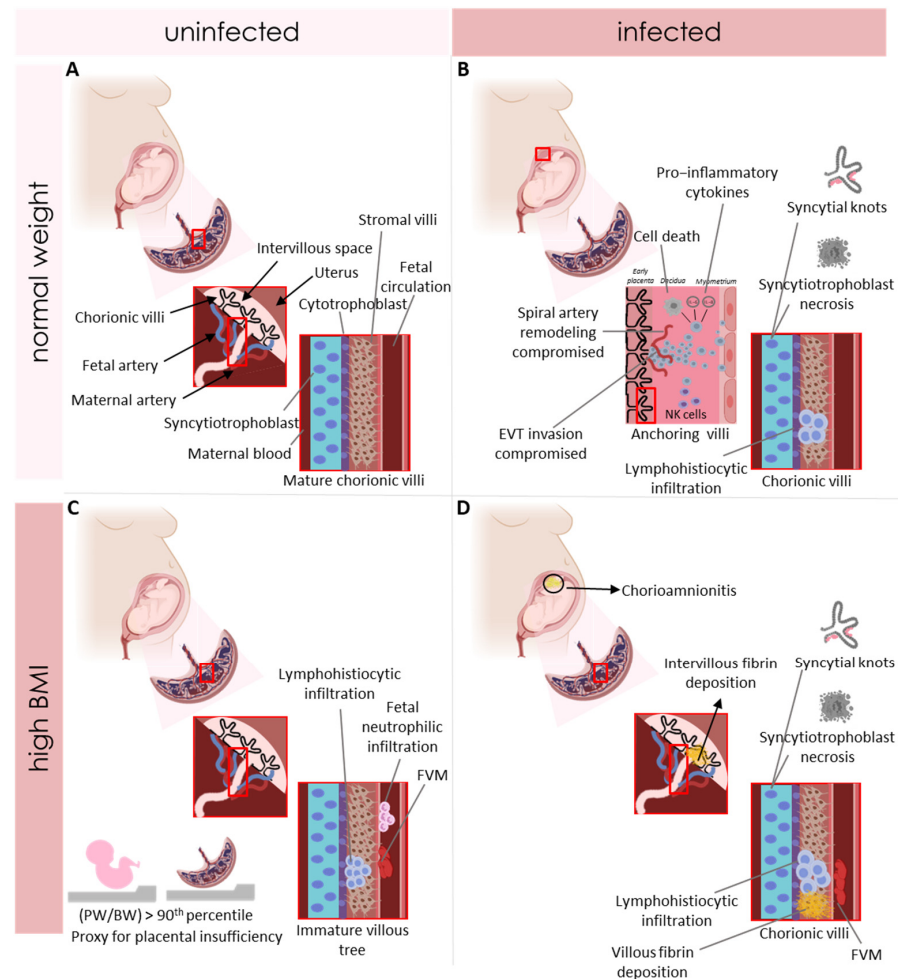 uninfected
infected
normal weight
high BMI
A
Stromal villi
Intervillous space
Fetal
circulation
Uterus
Cytotrophoblast
Chorionic villi
Fetal artery
Maternal artery
Syncytiotrophoblast
Maternal blood
Mature chorionic villi
B
Pro–inflammatory
cytokines
Syncytial knots
Cell death
Early
placenta
Decidua
Myometrium
Syncytiotrophoblast
necrosis
Spiral artery
remodeling
compromised
NK cells
EVT invasion
compromised
Anchoring villi
Lymphohistiocytic
infiltration
Chorionic villi
C
Lymphohistiocytic
infiltration
Fetal
neutrophilic
infiltration
FVM
(PW/BW) > 90th percentile
Proxy for placental insufficiency
Immature villous
tree
D
Chorioamnionitis
Intervillous fibrin
deposition
Syncytial knots
Syncytiotrophoblast
necrosis
Lymphohistiocytic
infiltration
Villous fibrin
deposition
Chorionic villi
FVM